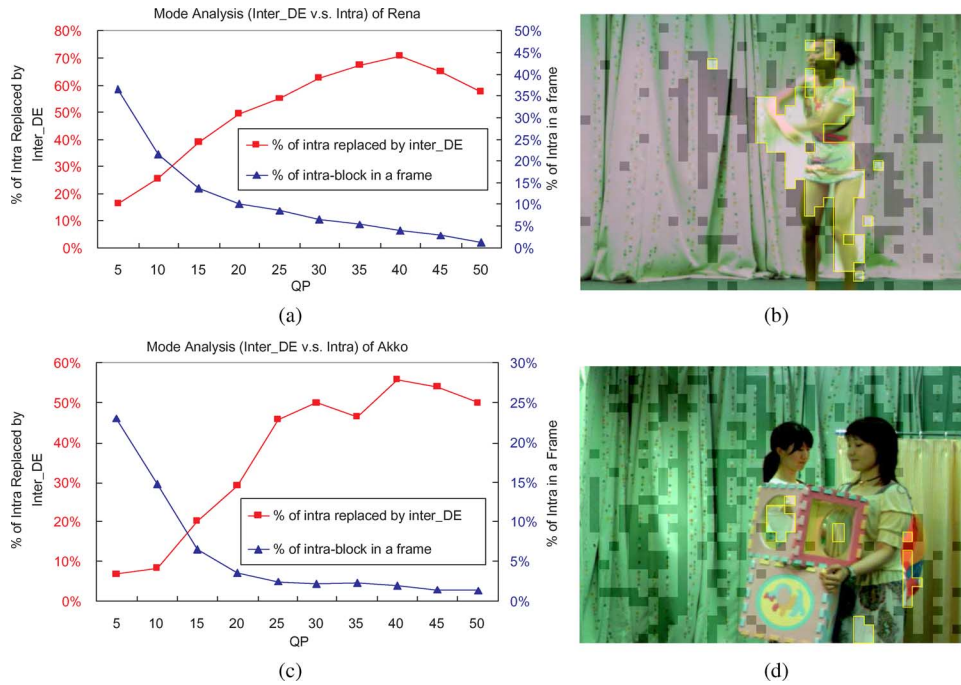 Mode Analysis (Inter_DE v.s. Intra) of Rena
% of Intra Replaced by
Inter_DE
80%
70%
60%
50%
40%
30%
20%
10%
0%
% of intra replaced by inter_DE
% of intra-block in a frame
50%
45%
40%
35%
30%
25%
20%
15%
10%
5%
0%
% of Intra in a frame
5 10 15 20 25 30 35 40 45 50
QP
(a)
(b)
Mode Analysis (Inter_DE v.s. Intra) of Akko
% of Intra Replaced by
Inter_DE
60%
50%
40%
30%
20%
10%
0%
% of intra replaced by inter_DE
% of intra-block in a frame
30%
25%
20%
15%
10%
5%
0%
% of Intra in a Frame
5 10 15 20 25 30 35 40 45 50
QP
(c)
(d)